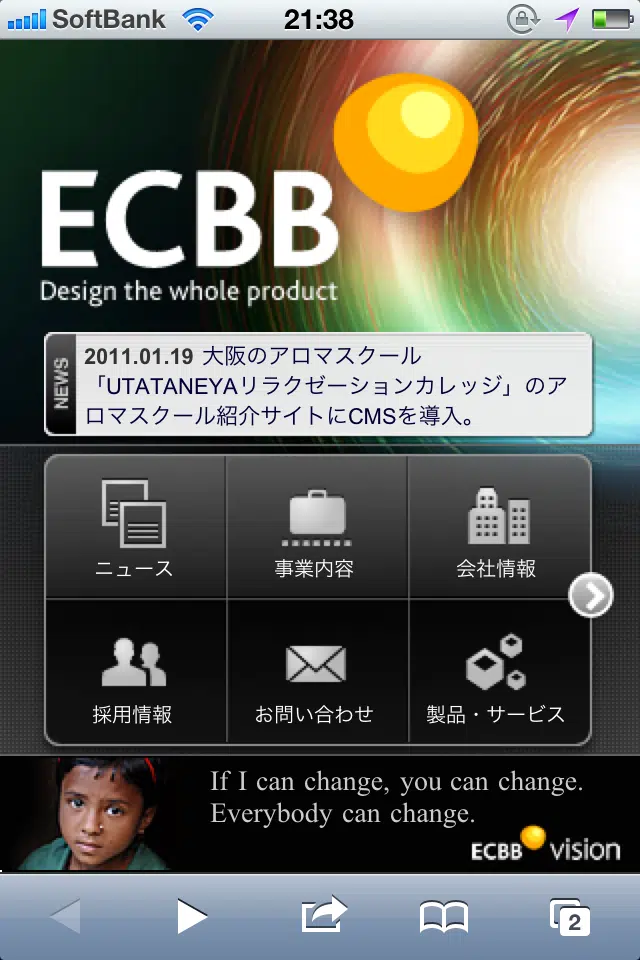 SoftBank
21:38
ECBB
Design the whole product
NEWS
2011.01.19 大阪のアロマスクール
「UTATANEYAリラクゼーションカレッジ」のア
ロマスクール紹介サイトにCMSを導入。
ニュース
事業内容
会社情報
採用情報
お問い合わせ
製品・サービス
If I can change, you can change.
Everybody can change.
ECBB vision
2